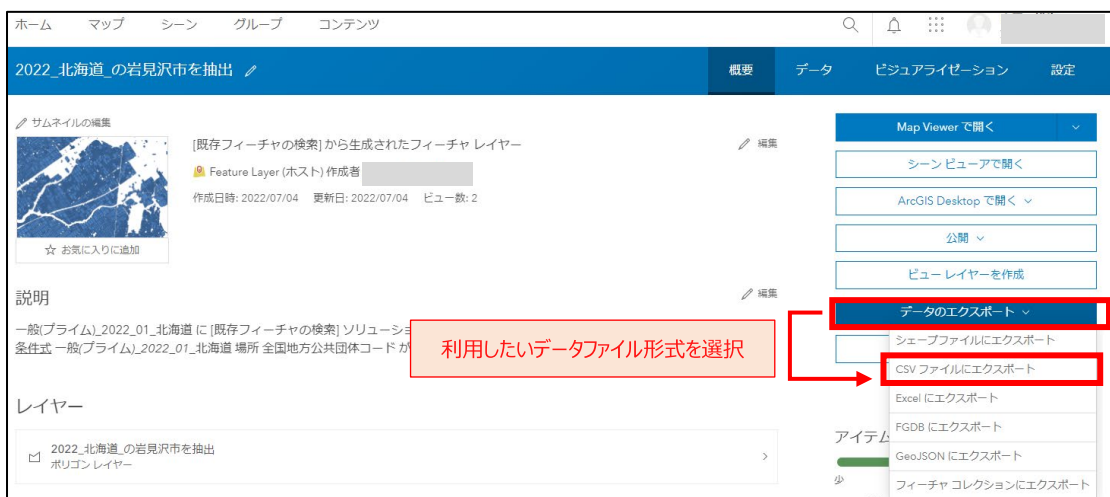 ホーム マップ シーン グループ コンテンツ
2022_北海道_の岩見沢市を抽出
概要 データ ビジュアライゼーション 設定
サムネイルの編集
[既存フィーチャの検索] から生成されたフィーチャ レイヤー
編集
Feature Layer (ホスト) 作成者
作成日時: 2022/07/04 更新日: 2022/07/04 ビュー数: 2
お気に入りに追加
Map Viewer で開く
シーン ビューアで開く
ArcGIS Desktop で開く
公開
ビュー レイヤーを作成
データのエクスポート
シェープファイルにエクスポート
CSV ファイルにエクスポート
Excel にエクスポート
FGDB にエクスポート
GeoJSON にエクスポート
フィーチャ コレクションにエクスポート
説明
編集
一般(プライム)_2022_01_北海道 に [既存フィーチャの検索] ソリューショ
条件式 一般(プライム)_2022_01_北海道 場所 全国地方公共団体コード が
利用したいデータファイル形式を選択
レイヤー
2022_北海道_の岩見沢市を抽出
ポリゴン レイヤー
アイテム
少